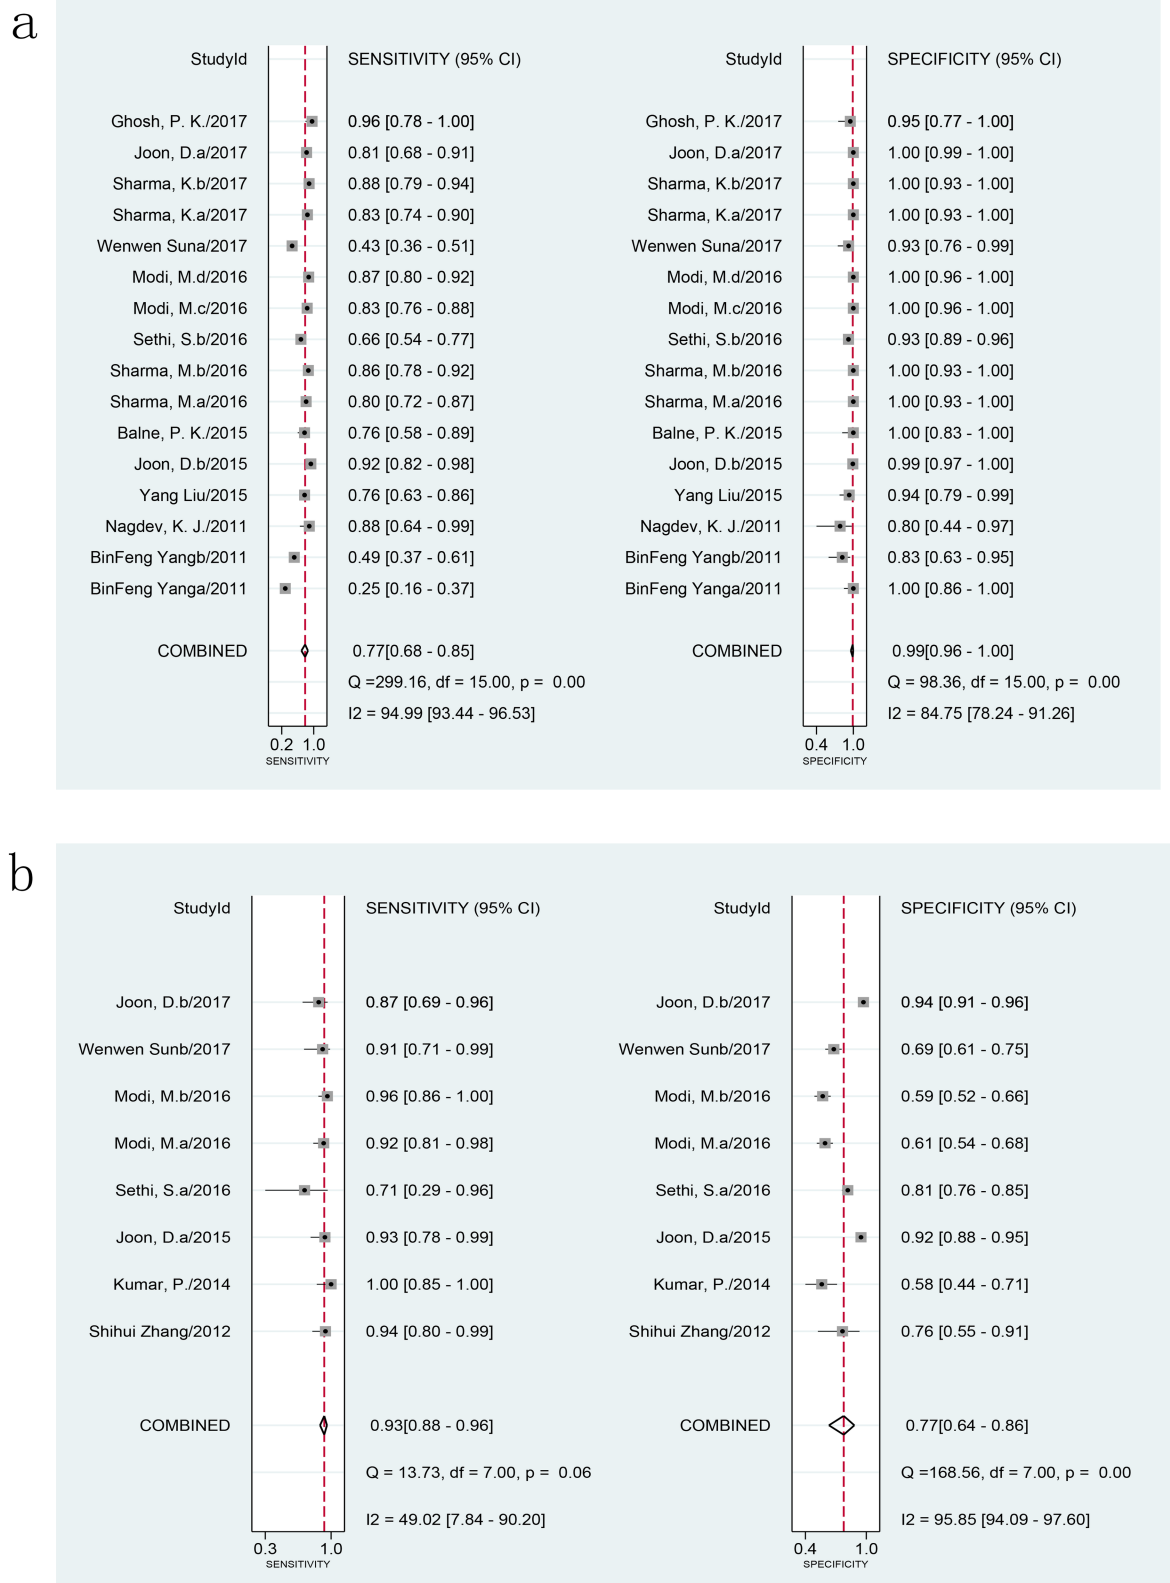 a
StudyId SENSITIVITY (95% CI) StudyId SPECIFICITY (95% CI)
Ghosh, P. K./2017 0.96 [0.78 - 1.00] Ghosh, P. K./2017 0.95 [0.77 - 1.00]
Joon, D.a/2017 0.81 [0.68 - 0.91] Joon, D.a/2017 1.00 [0.99 - 1.00]
Sharma, K.b/2017 0.88 [0.79 - 0.94] Sharma, K.b/2017 1.00 [0.93 - 1.00]
Sharma, K.a/2017 0.83 [0.74 - 0.90] Sharma, K.a/2017 1.00 [0.93 - 1.00]
Wenwen Suna/2017 0.43 [0.36 - 0.51] Wenwen Suna/2017 0.93 [0.76 - 0.99]
Modi, M.d/2016 0.87 [0.80 - 0.92] Modi, M.d/2016 1.00 [0.96 - 1.00]
Modi, M.c/2016 0.83 [0.76 - 0.88] Modi, M.c/2016 1.00 [0.96 - 1.00]
Sethi, S.b/2016 0.66 [0.54 - 0.77] Sethi, S.b/2016 0.93 [0.89 - 0.96]
Sharma, M.b/2016 0.86 [0.78 - 0.92] Sharma, M.b/2016 1.00 [0.93 - 1.00]
Sharma, M.a/2016 0.80 [0.72 - 0.87] Sharma, M.a/2016 1.00 [0.93 - 1.00]
Balne, P. K./2015 0.76 [0.58 - 0.89] Balne, P. K./2015 1.00 [0.83 - 1.00]
Joon, D.b/2015 0.92 [0.82 - 0.98] Joon, D.b/2015 0.99 [0.97 - 1.00]
Yang Liu/2015 0.76 [0.63 - 0.86] Yang Liu/2015 0.94 [0.79 - 0.99]
Nagdev, K. J./2011 0.88 [0.64 - 0.99] Nagdev, K. J./2011 0.80 [0.44 - 0.97]
BinFeng Yangb/2011 0.49 [0.37 - 0.61] BinFeng Yangb/2011 0.83 [0.63 - 0.95]
BinFeng Yanga/2011 0.25 [0.16 - 0.37] BinFeng Yanga/2011 1.00 [0.86 - 1.00]
COMBINED 0.77[0.68 - 0.85] COMBINED 0.99[0.96 - 1.00]
Q =299.16, df = 15.00, p = 0.00 Q = 98.36, df = 15.00, p = 0.00
I2 = 94.99 [93.44 - 96.53] I2 = 84.75 [78.24 - 91.26]
0.2 1.0 0.4 1.0
SENSITIVITY SPECIFICITY
b
StudyId SENSITIVITY (95% CI) StudyId SPECIFICITY (95% CI)
Joon, D.b/2017 0.87 [0.69 - 0.96] Joon, D.b/2017 0.94 [0.91 - 0.96]
Wenwen Sunb/2017 0.91 [0.71 - 0.99] Wenwen Sunb/2017 0.69 [0.61 - 0.75]
Modi, M.b/2016 0.96 [0.86 - 1.00] Modi, M.b/2016 0.59 [0.52 - 0.66]
Modi, M.a/2016 0.92 [0.81 - 0.98] Modi, M.a/2016 0.61 [0.54 - 0.68]
Sethi, S.a/2016 0.71 [0.29 - 0.96] Sethi, S.a/2016 0.81 [0.76 - 0.85]
Joon, D.a/2015 0.93 [0.78 - 0.99] Joon, D.a/2015 0.92 [0.88 - 0.95]
Kumar, P./2014 1.00 [0.85 - 1.00] Kumar, P./2014 0.58 [0.44 - 0.71]
Shihui Zhang/2012 0.94 [0.80 - 0.99] Shihui Zhang/2012 0.76 [0.55 - 0.91]
COMBINED 0.93[0.88 - 0.96] COMBINED 0.77[0.64 - 0.86]
Q = 13.73, df = 7.00, p = 0.06 Q =168.56, df = 7.00, p = 0.00
I2 = 49.02 [7.84 - 90.20] I2 = 95.85 [94.09 - 97.60]
0.3 1.0 0.4 1.0
SENSITIVITY SPECIFICITY